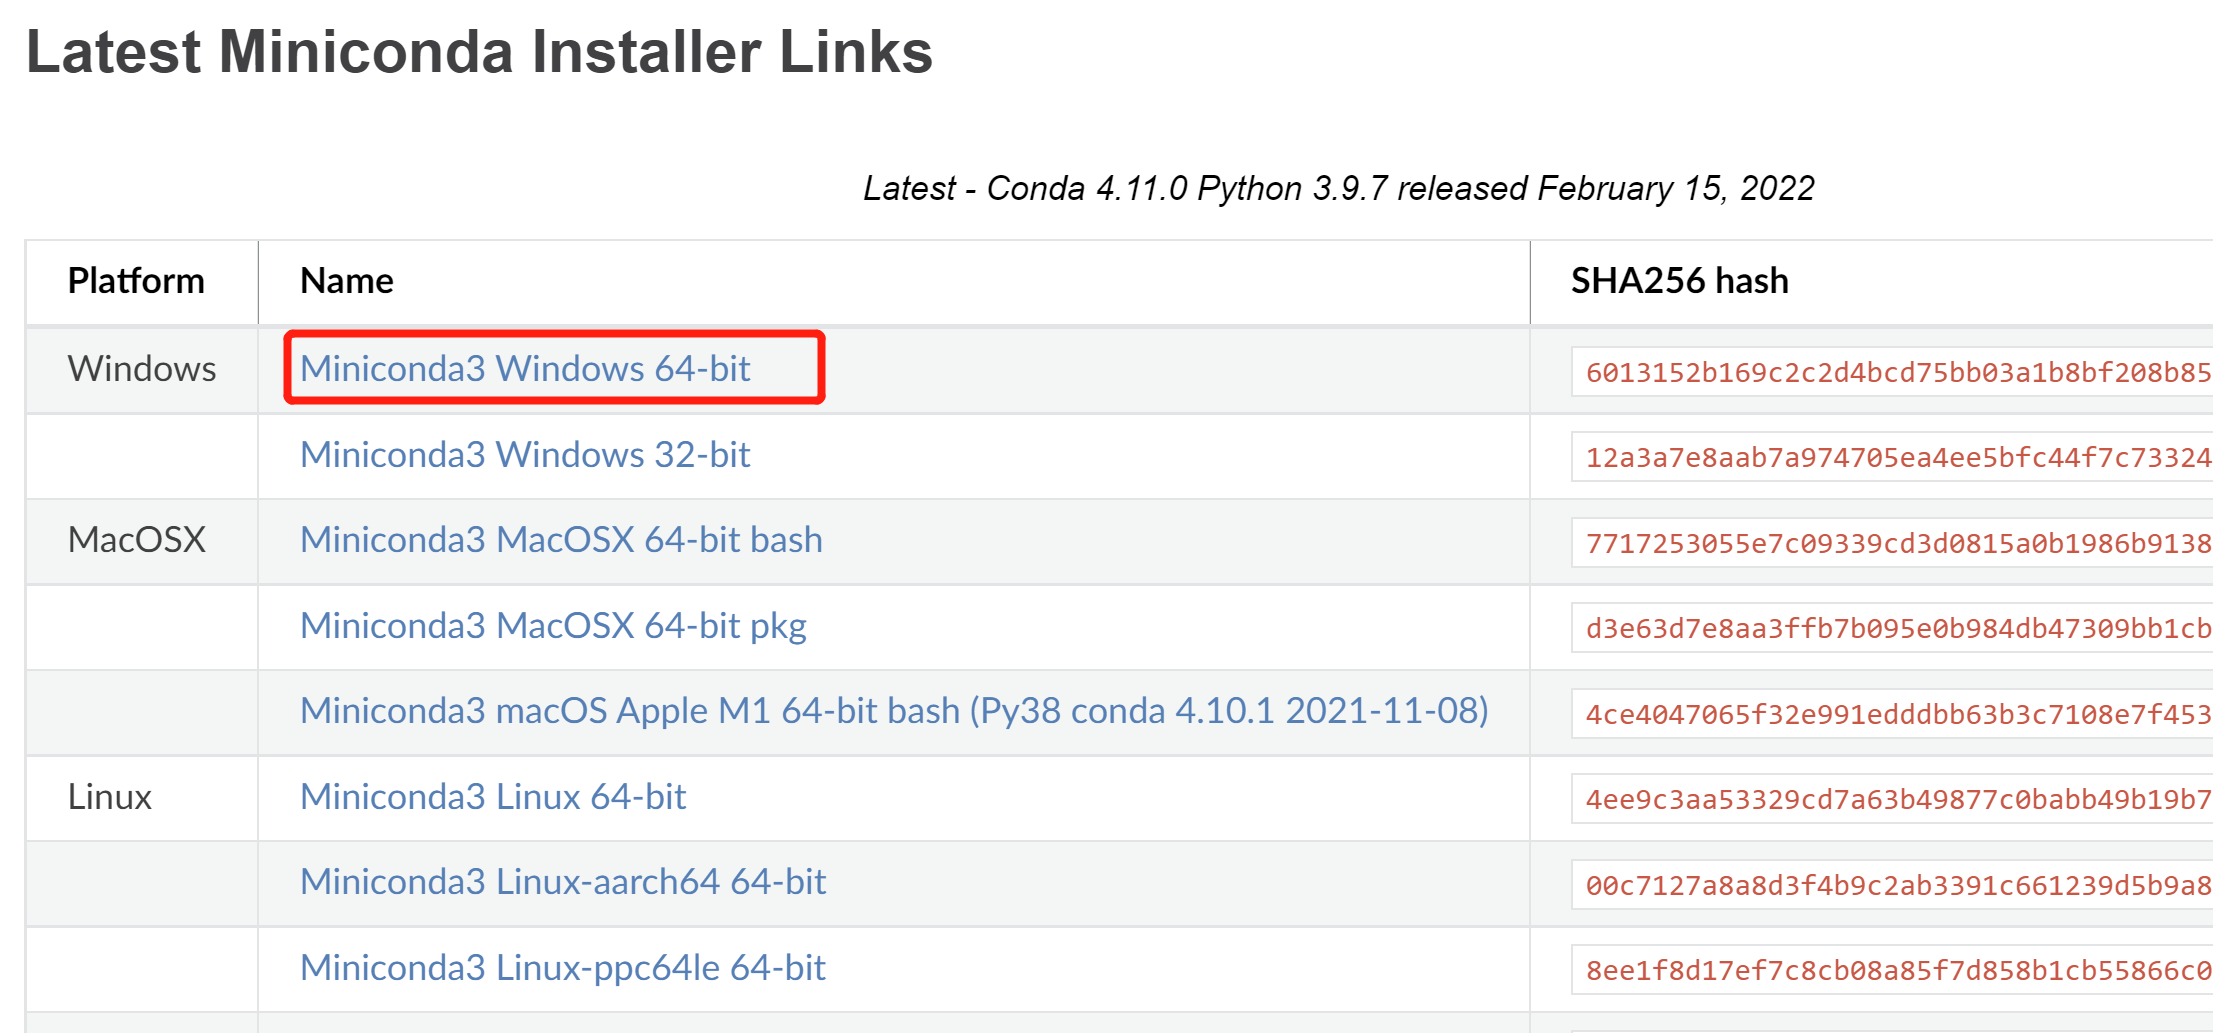 Latest Miniconda Installer Links
Latest - Conda 4.11.0 Python 3.9.7 released February 15, 2022
Platform Name SHA256 hash
Windows Miniconda3 Windows 64-bit 6013152b169c2c2d4bcd75bb03a1b8bf208b85
Miniconda3 Windows 32-bit 12a3a7e8aab7a974705ea4ee5bfc44f7c73324
MacOSX Miniconda3 MacOSX 64-bit bash 7717253055e7c09339cd3d0815a0b1986b9138
Miniconda3 MacOSX 64-bit pkg d3e63d7e8aa3ffb7b095e0b984db47309bb1cb
Miniconda3 macOS Apple M1 64-bit bash (Py38 conda 4.10.1 2021-11-08) 4ce4047065f32e991edddbb63b3c7108e7f453
Linux Miniconda3 Linux 64-bit 4ee9c3aa53329cd7a63b49877c0babb49b19b7
Miniconda3 Linux-aarch64 64-bit 00c7127a8a8d3f4b9c2ab3391c661239d5b9a8
Miniconda3 Linux-ppc64le 64-bit 8ee1f8d17ef7c8cb08a85f7d858b1cb55866c0